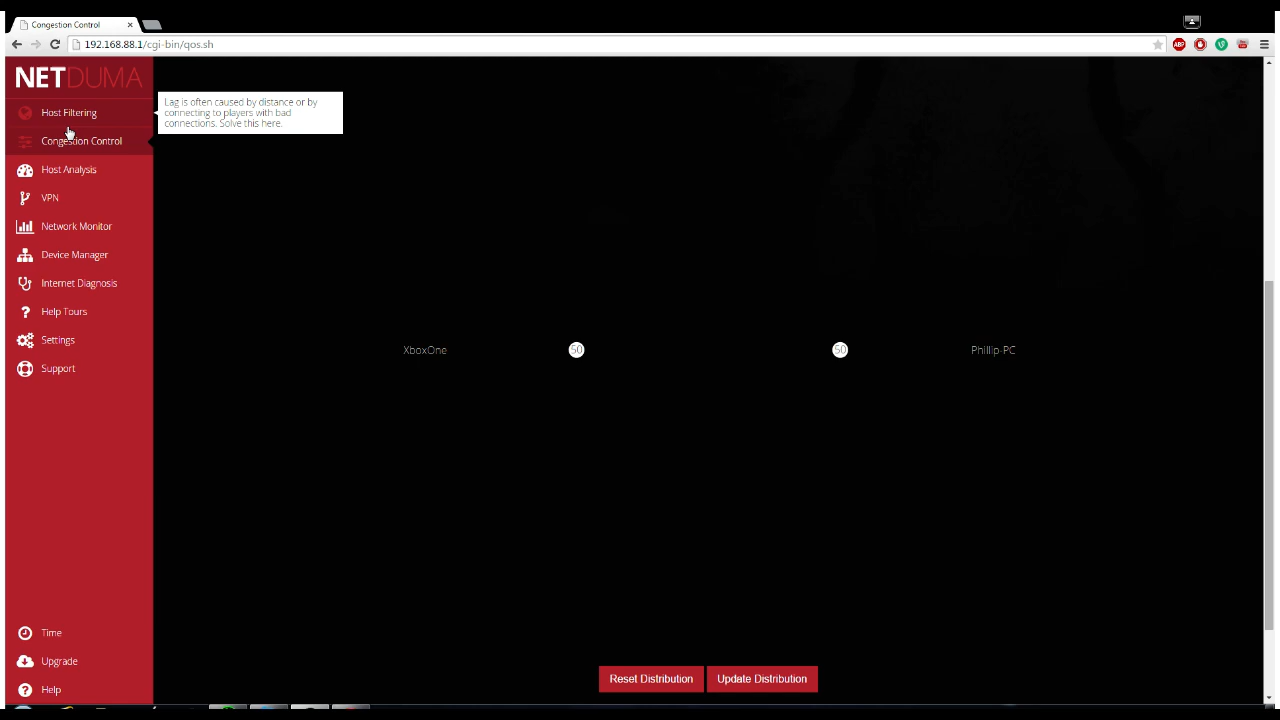 Congestion Control
192.168.88.1/cgi-bin/qos.sh
ABP
NETDUMA
Host Filtering
Lag is often caused by distance or by
connecting to players with bad
connections. Solve this here.
Congestion Control
Host Analysis
VPN
Network Monitor
Device Manager
Internet Diagnosis
Help Tours
Settings
Support
XboxOne
50
50
Phillip-PC
Reset Distribution
Update Distribution
Time
Upgrade
Help